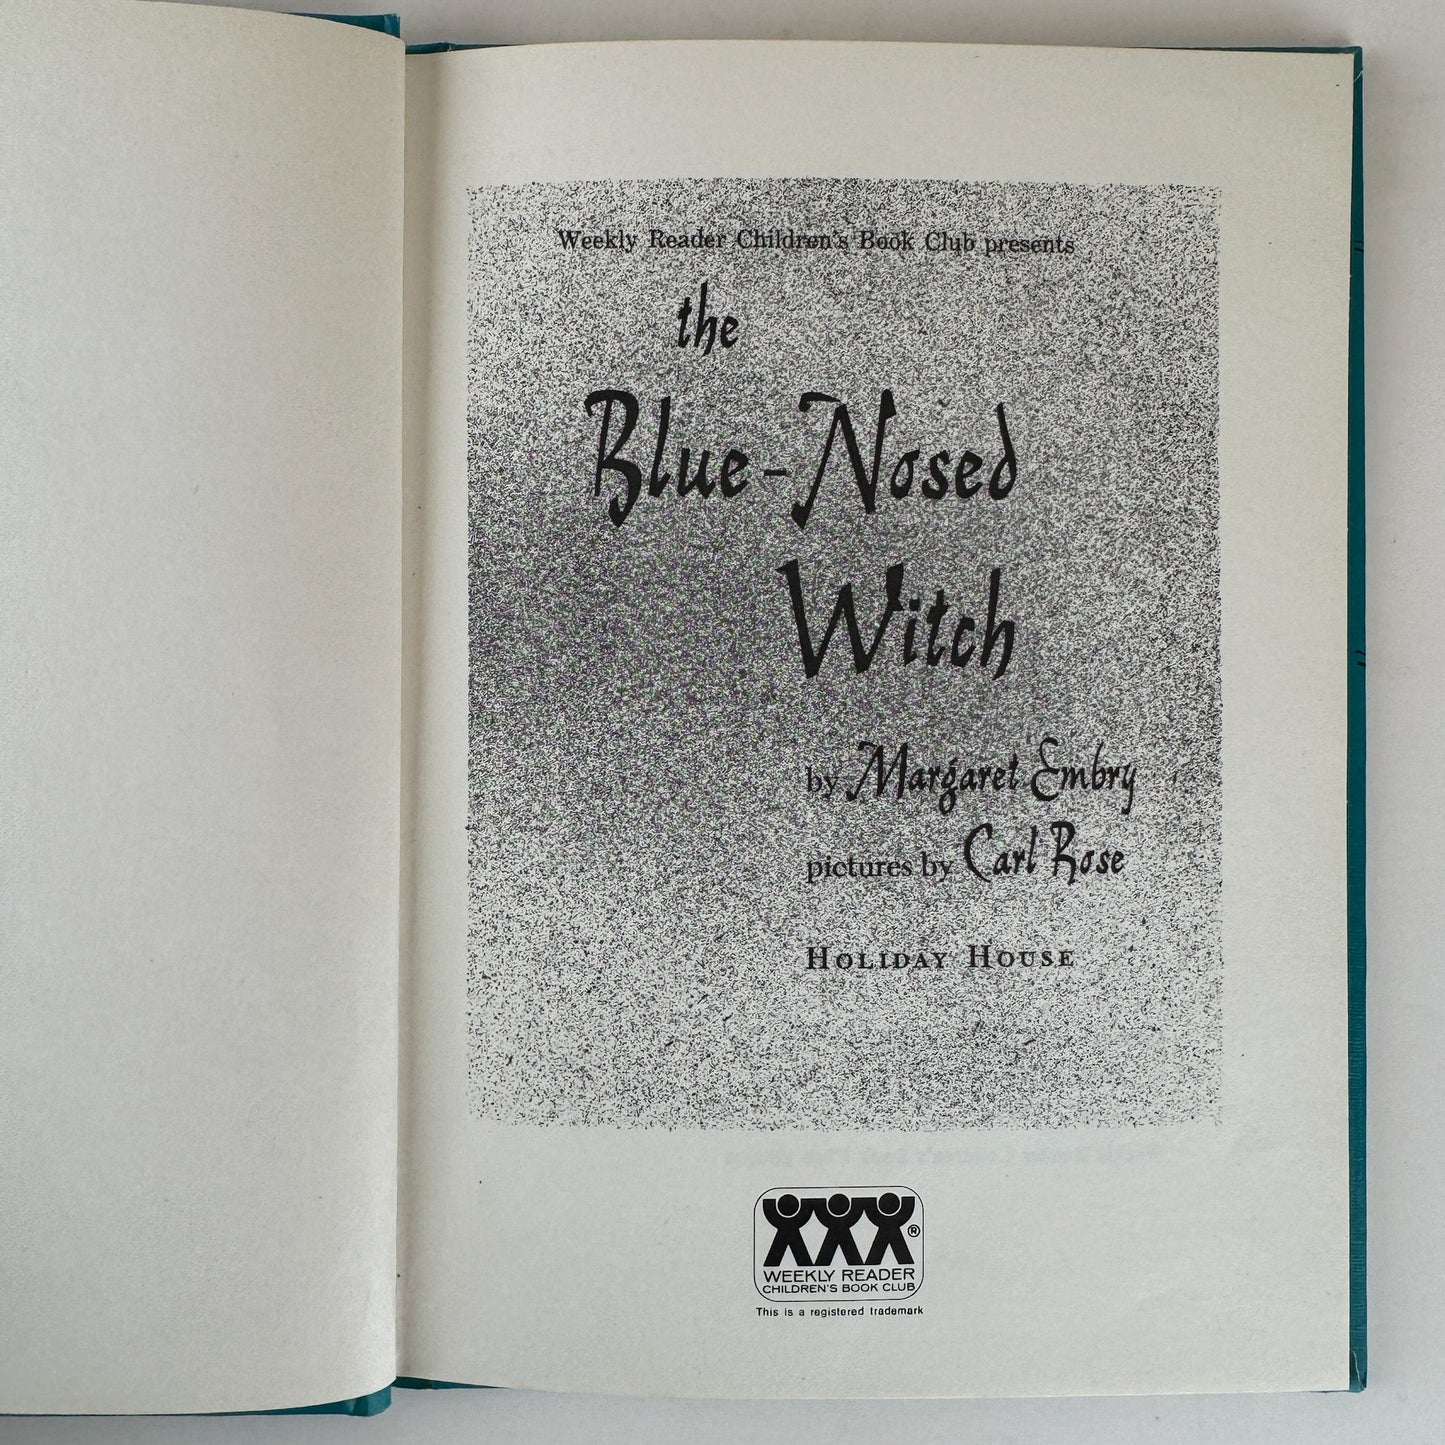 Weekly Reader Children's Book Club presents
the
Blue-Nosed
Witch
by Margaret Embry
pictures by Carl Rose
HOLIDAY HOUSE
®
WEEKLY READER
CHILDREN'S BOOK CLUB
This is a registered trademark